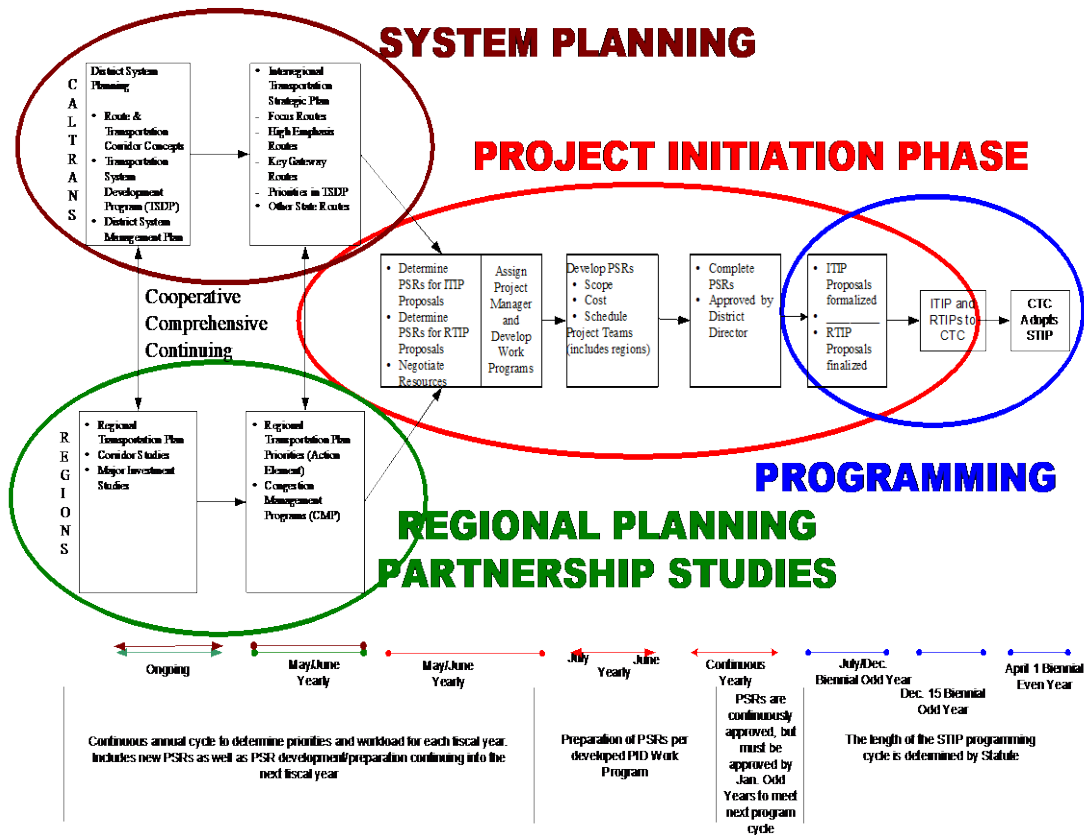 SYSTEM PLANNING
CALTRANS
District System
Planning
• Route &
Transportation
Corridor Concepts
• Transportation
System
Development
Program (TSDP)
• District System
Management Plan
• Interregional
Transportation
Strategic Plan
- Focus Routes
- High Emphasis
Routes
- Key Gateway
Routes
- Priorities in TSDP
• Other State Routes
PROJECT INITIATION PHASE
Cooperative
Comprehensive
Continuing
• Determine
PSRs for ITIP
Proposals
• Determine
PSRs for RTIP
Proposals
• Negotiate
Resources
Assign
Project
Manager
and
Develop
Work
Programs
Develop PSRs
• Scope
• Cost
• Schedule
Project Teams
(includes regions)
• Complete
PSRs
• Approved by
District
Director
• ITIP
Proposals
formalized
• ________
• RTIP
Proposals
finalized
ITIP and
RTIPs to
CTC
CTC
Adopts
STIP
PROGRAMMING
REGIONS
• Regional
Transportation Plan
• Corridor Studies
• Major Investment
Studies
• Regional
Transportation Plan
Priorities (Action
Element)
• Congestion
Management
Programs (CMP)
REGIONAL PLANNING
PARTNERSHIP STUDIES
Ongoing
May/June
Yearly
May/June
Yearly
July June
Yearly
Continuous
Yearly
July/Dec.
Biennial Odd Year
Dec. 15 Biennial
Odd Year
April 1 Biennial
Even Year
Continuous annual cycle to determine priorities and workload for each fiscal year.
Includes new PSRs as well as PSR development/preparation continuing into the
next fiscal year
Preparation of PSRs per
developed PID Work
Program
PSRs are
continuously
approved, but
must be
approved by
Jan. Odd
Years to meet
next program
cycle
The length of the STIP programming
cycle is determined by Statute